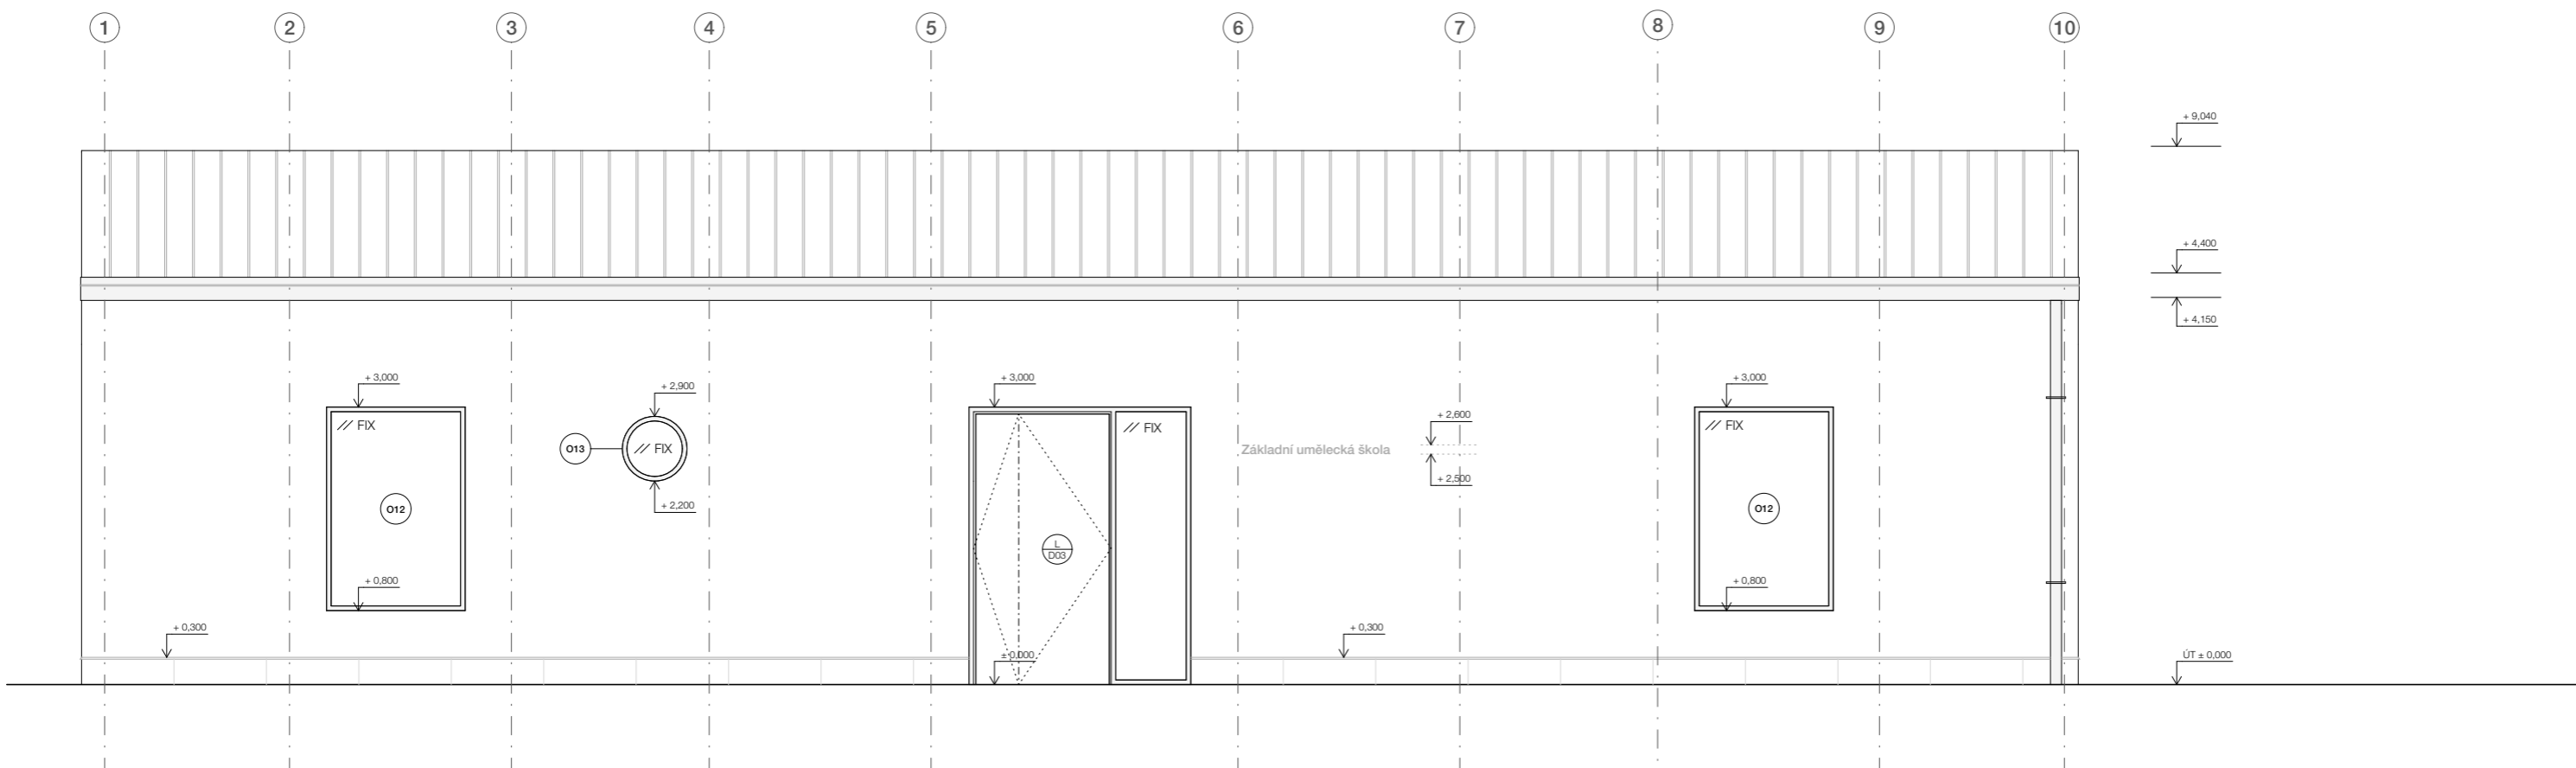 1 2 3 4 5 6 7 8 9 10
+ 9,040
+ 4,400
+ 4,150
+ 3,000
+ 2,900
+ 3,000
+ 3,000
// FIX
// FIX
// FIX
// FIX
O13
+ 2,600
Základní umělecká škola
+ 2,500
+ 2,200
O12
O12
L
D03
+ 0,800
+ 0,800
+ 0,300
+ 0,300
± 0,000
ÚT ± 0,000